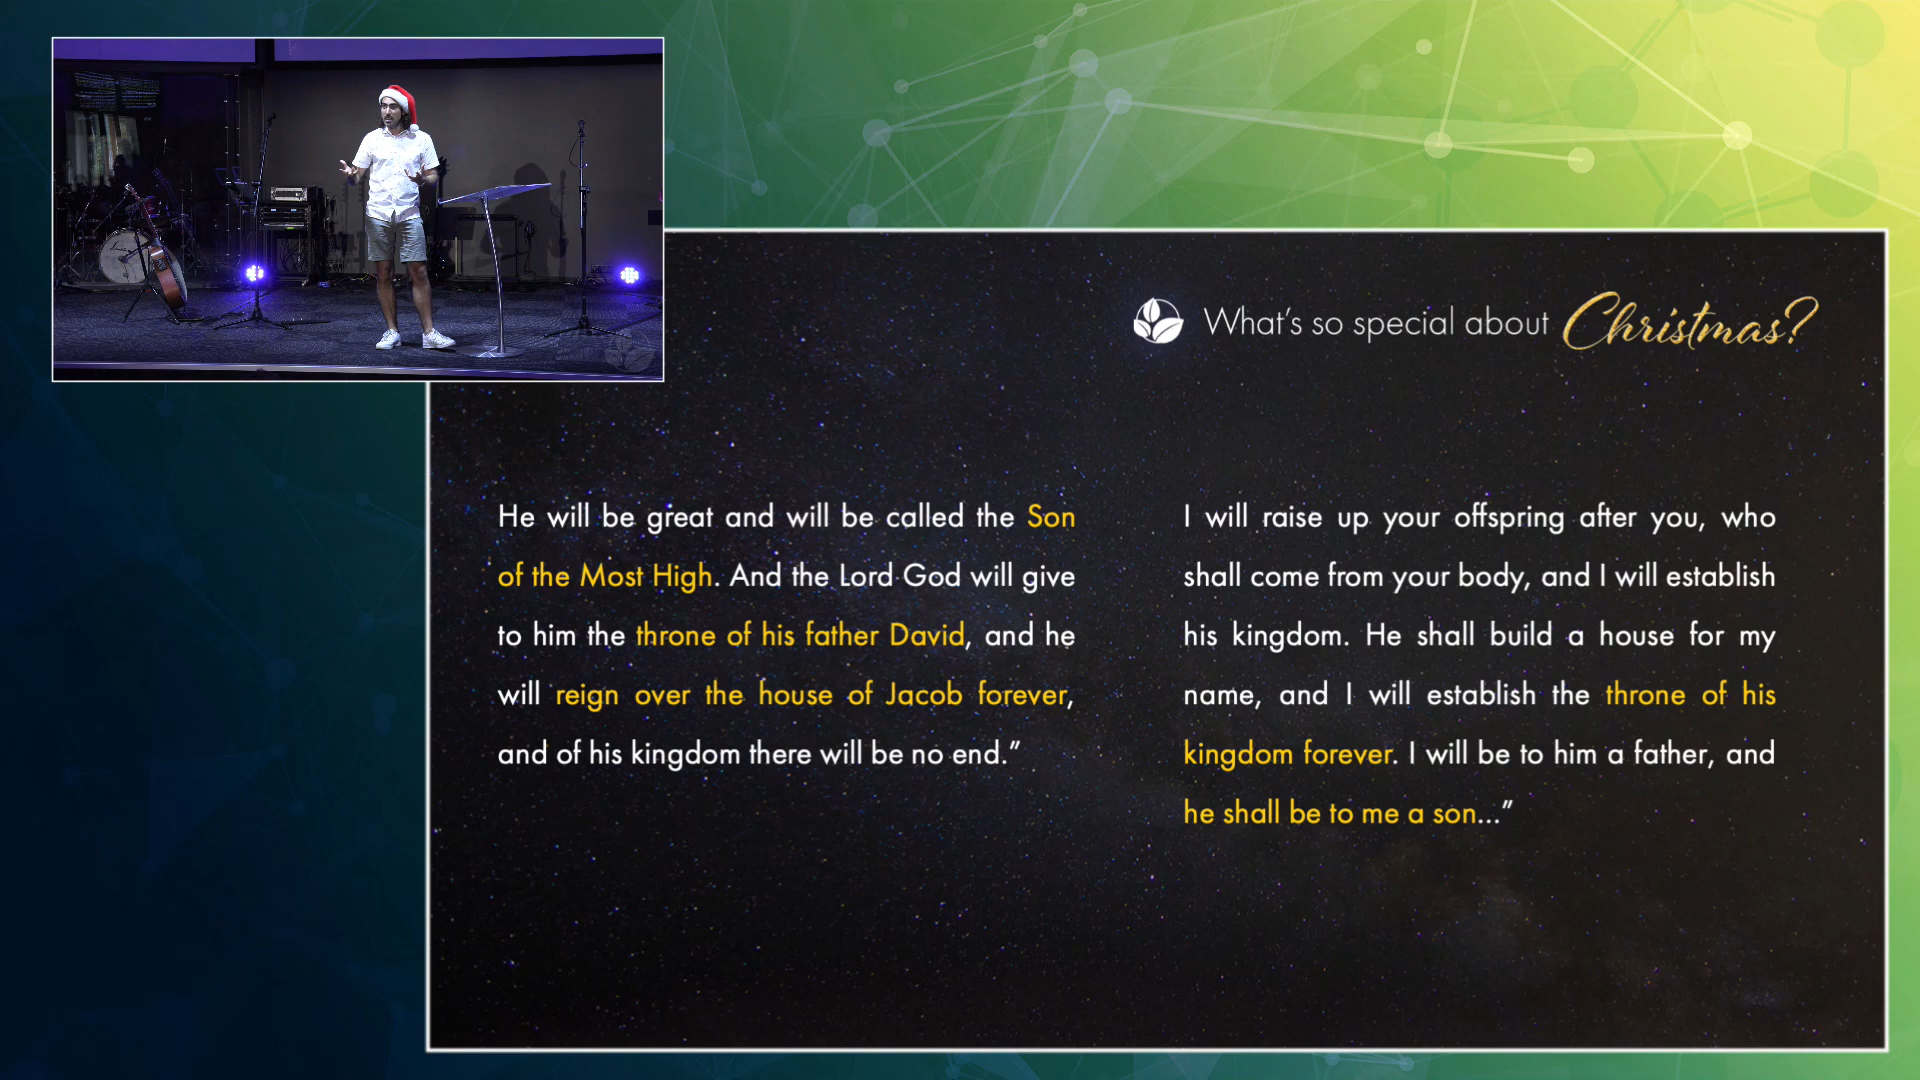 What's so special about Christmas?
He will be great and will be called the Son
of the Most High. And the Lord God will give
to him the throne of his father David, and he
will reign over the house of Jacob forever,
and of his kingdom there will be no end.”
I will raise up your offspring after you, who
shall come from your body, and I will establish
his kingdom. He shall build a house for my
name, and I will establish the throne of his
kingdom forever. I will be to him a father, and
he shall be to me a son...”